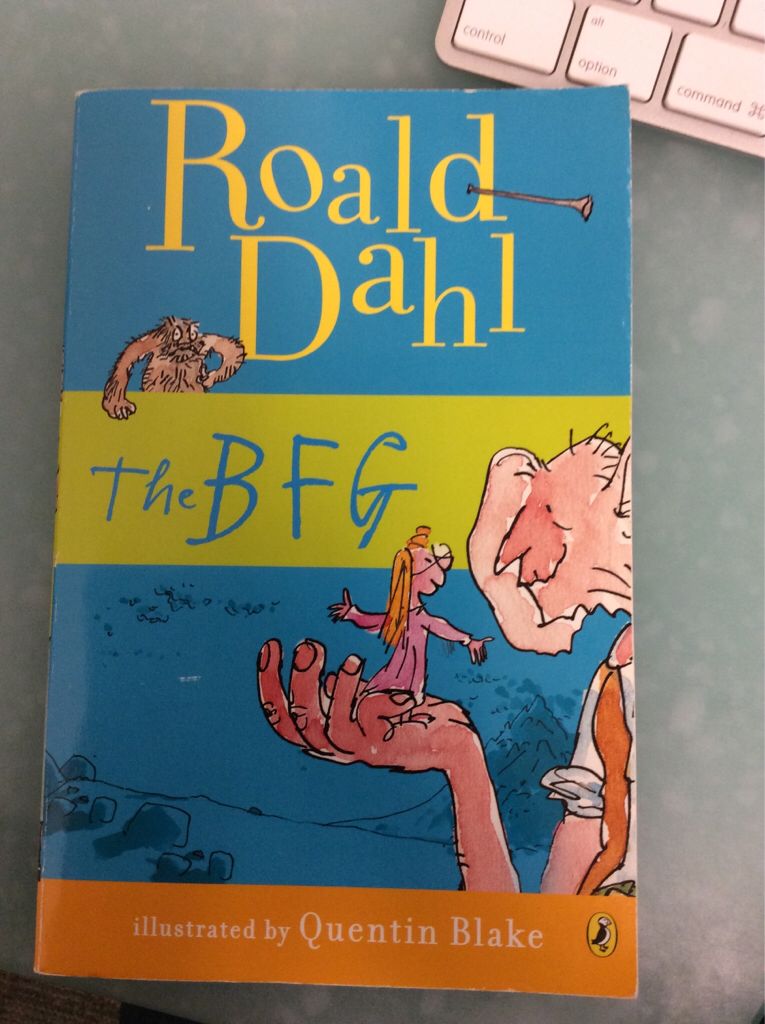 control
alt
option
command ⌘
Roald
Dahl
the BFG
illustrated by Quentin Blake